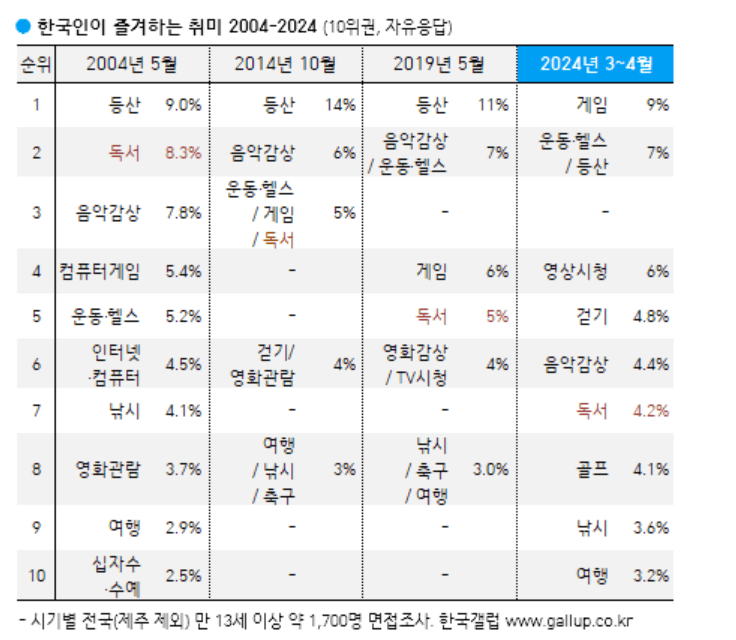 ● 한국인이 즐겨하는 취미 2004-2024 (10위권, 자유응답)
순위 2004년 5월 2014년 10월 2019년 5월 2024년 3~4월
1 등산 9.0% 등산 14% 등산 11% 게임 9%
2 독서 8.3% 음악감상 6% 음악감상 / 운동·헬스 7% 운동·헬스 / 등산 7%
3 음악감상 7.8% 운동·헬스 / 게임 / 독서 5% - -
4 컴퓨터게임 5.4% - 게임 6% 영상시청 6%
5 운동·헬스 5.2% - 독서 5% 걷기 4.8%
6 인터넷 ·컴퓨터 4.5% 걷기/ 영화관람 4% 영화감상 / TV시청 4% 음악감상 4.4%
7 낚시 4.1% - - 독서 4.2%
8 영화관람 3.7% 여행 / 낚시 / 축구 3% 낚시 / 축구 / 여행 3.0% 골프 4.1%
9 여행 2.9% - - 낚시 3.6%
10 십자수 ·수예 2.5% - - 여행 3.2%
- 시기별 전국(제주 제외) 만 13세 이상 약 1,700명 면접조사. 한국갤럽 www.gallup.co.kr